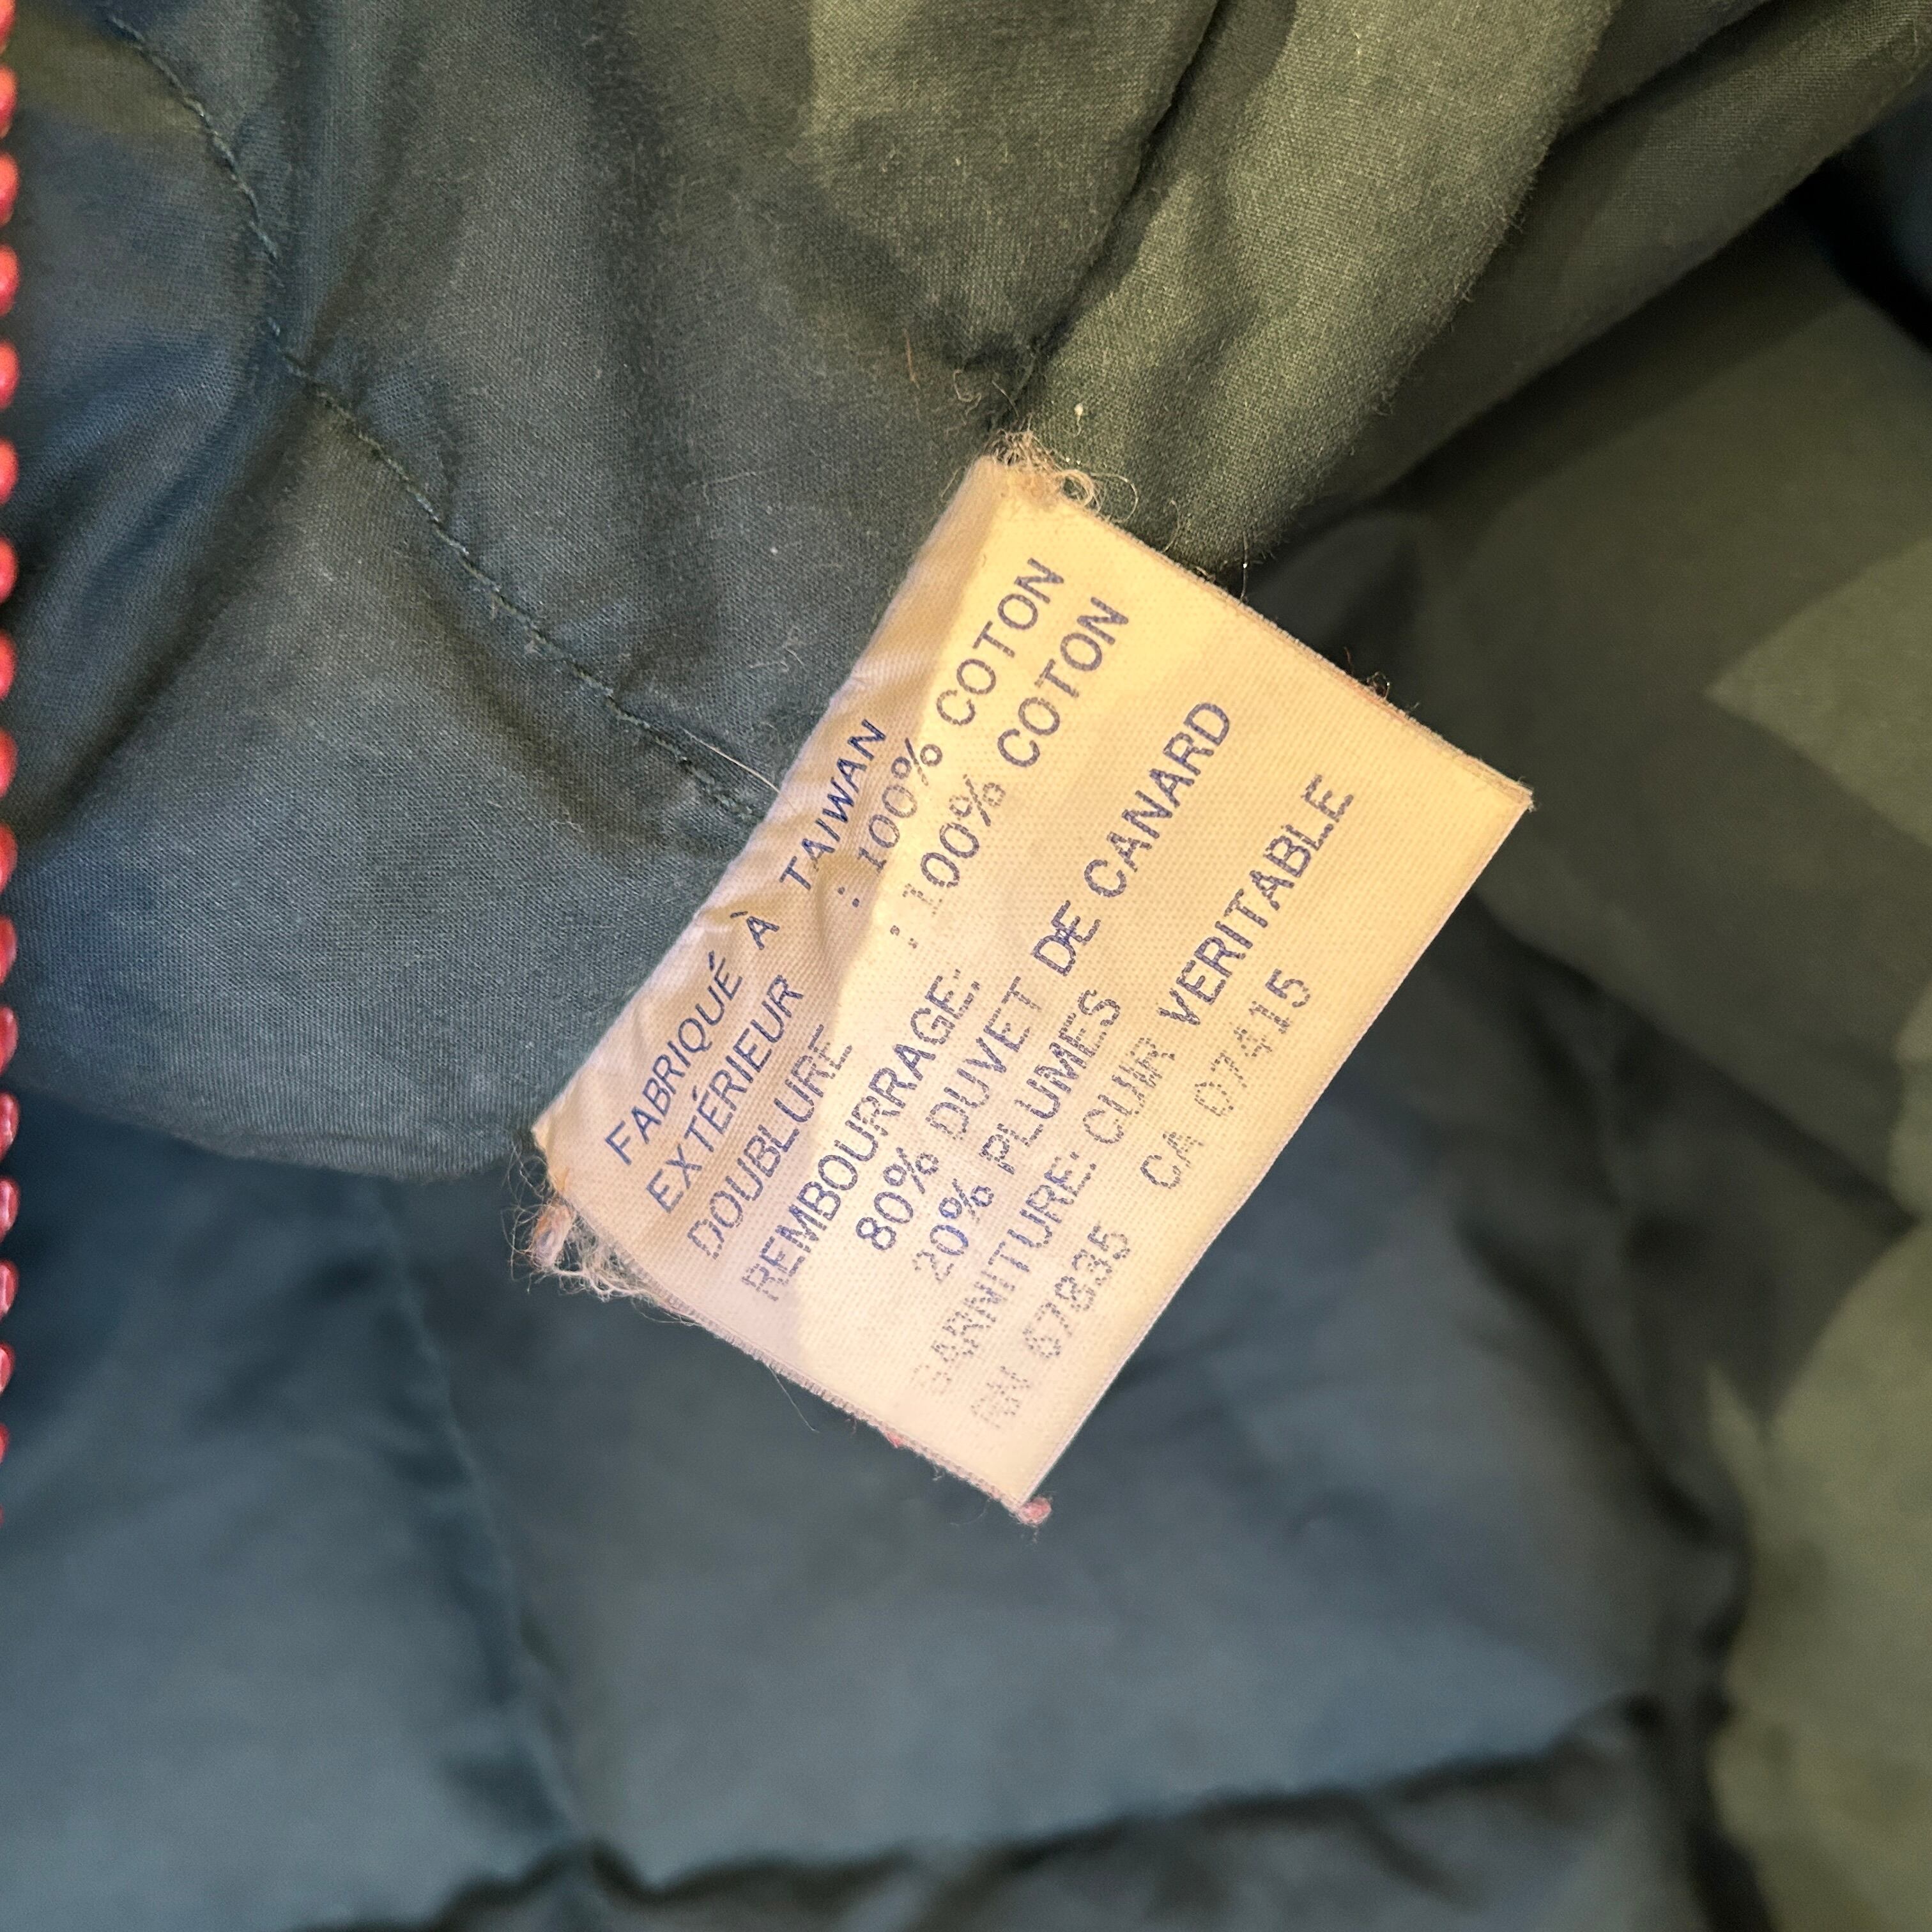 FABRIQUÉ À TAIWAN
EXTÉRIEUR : 100% COTON
DOUBLURE : 100% COTON
REMBOURRAGE:
80% DUVET DE CANARD
20% PLUMES
GARNITURE: CUIR VERITABLE
RN 67835 CA 07415